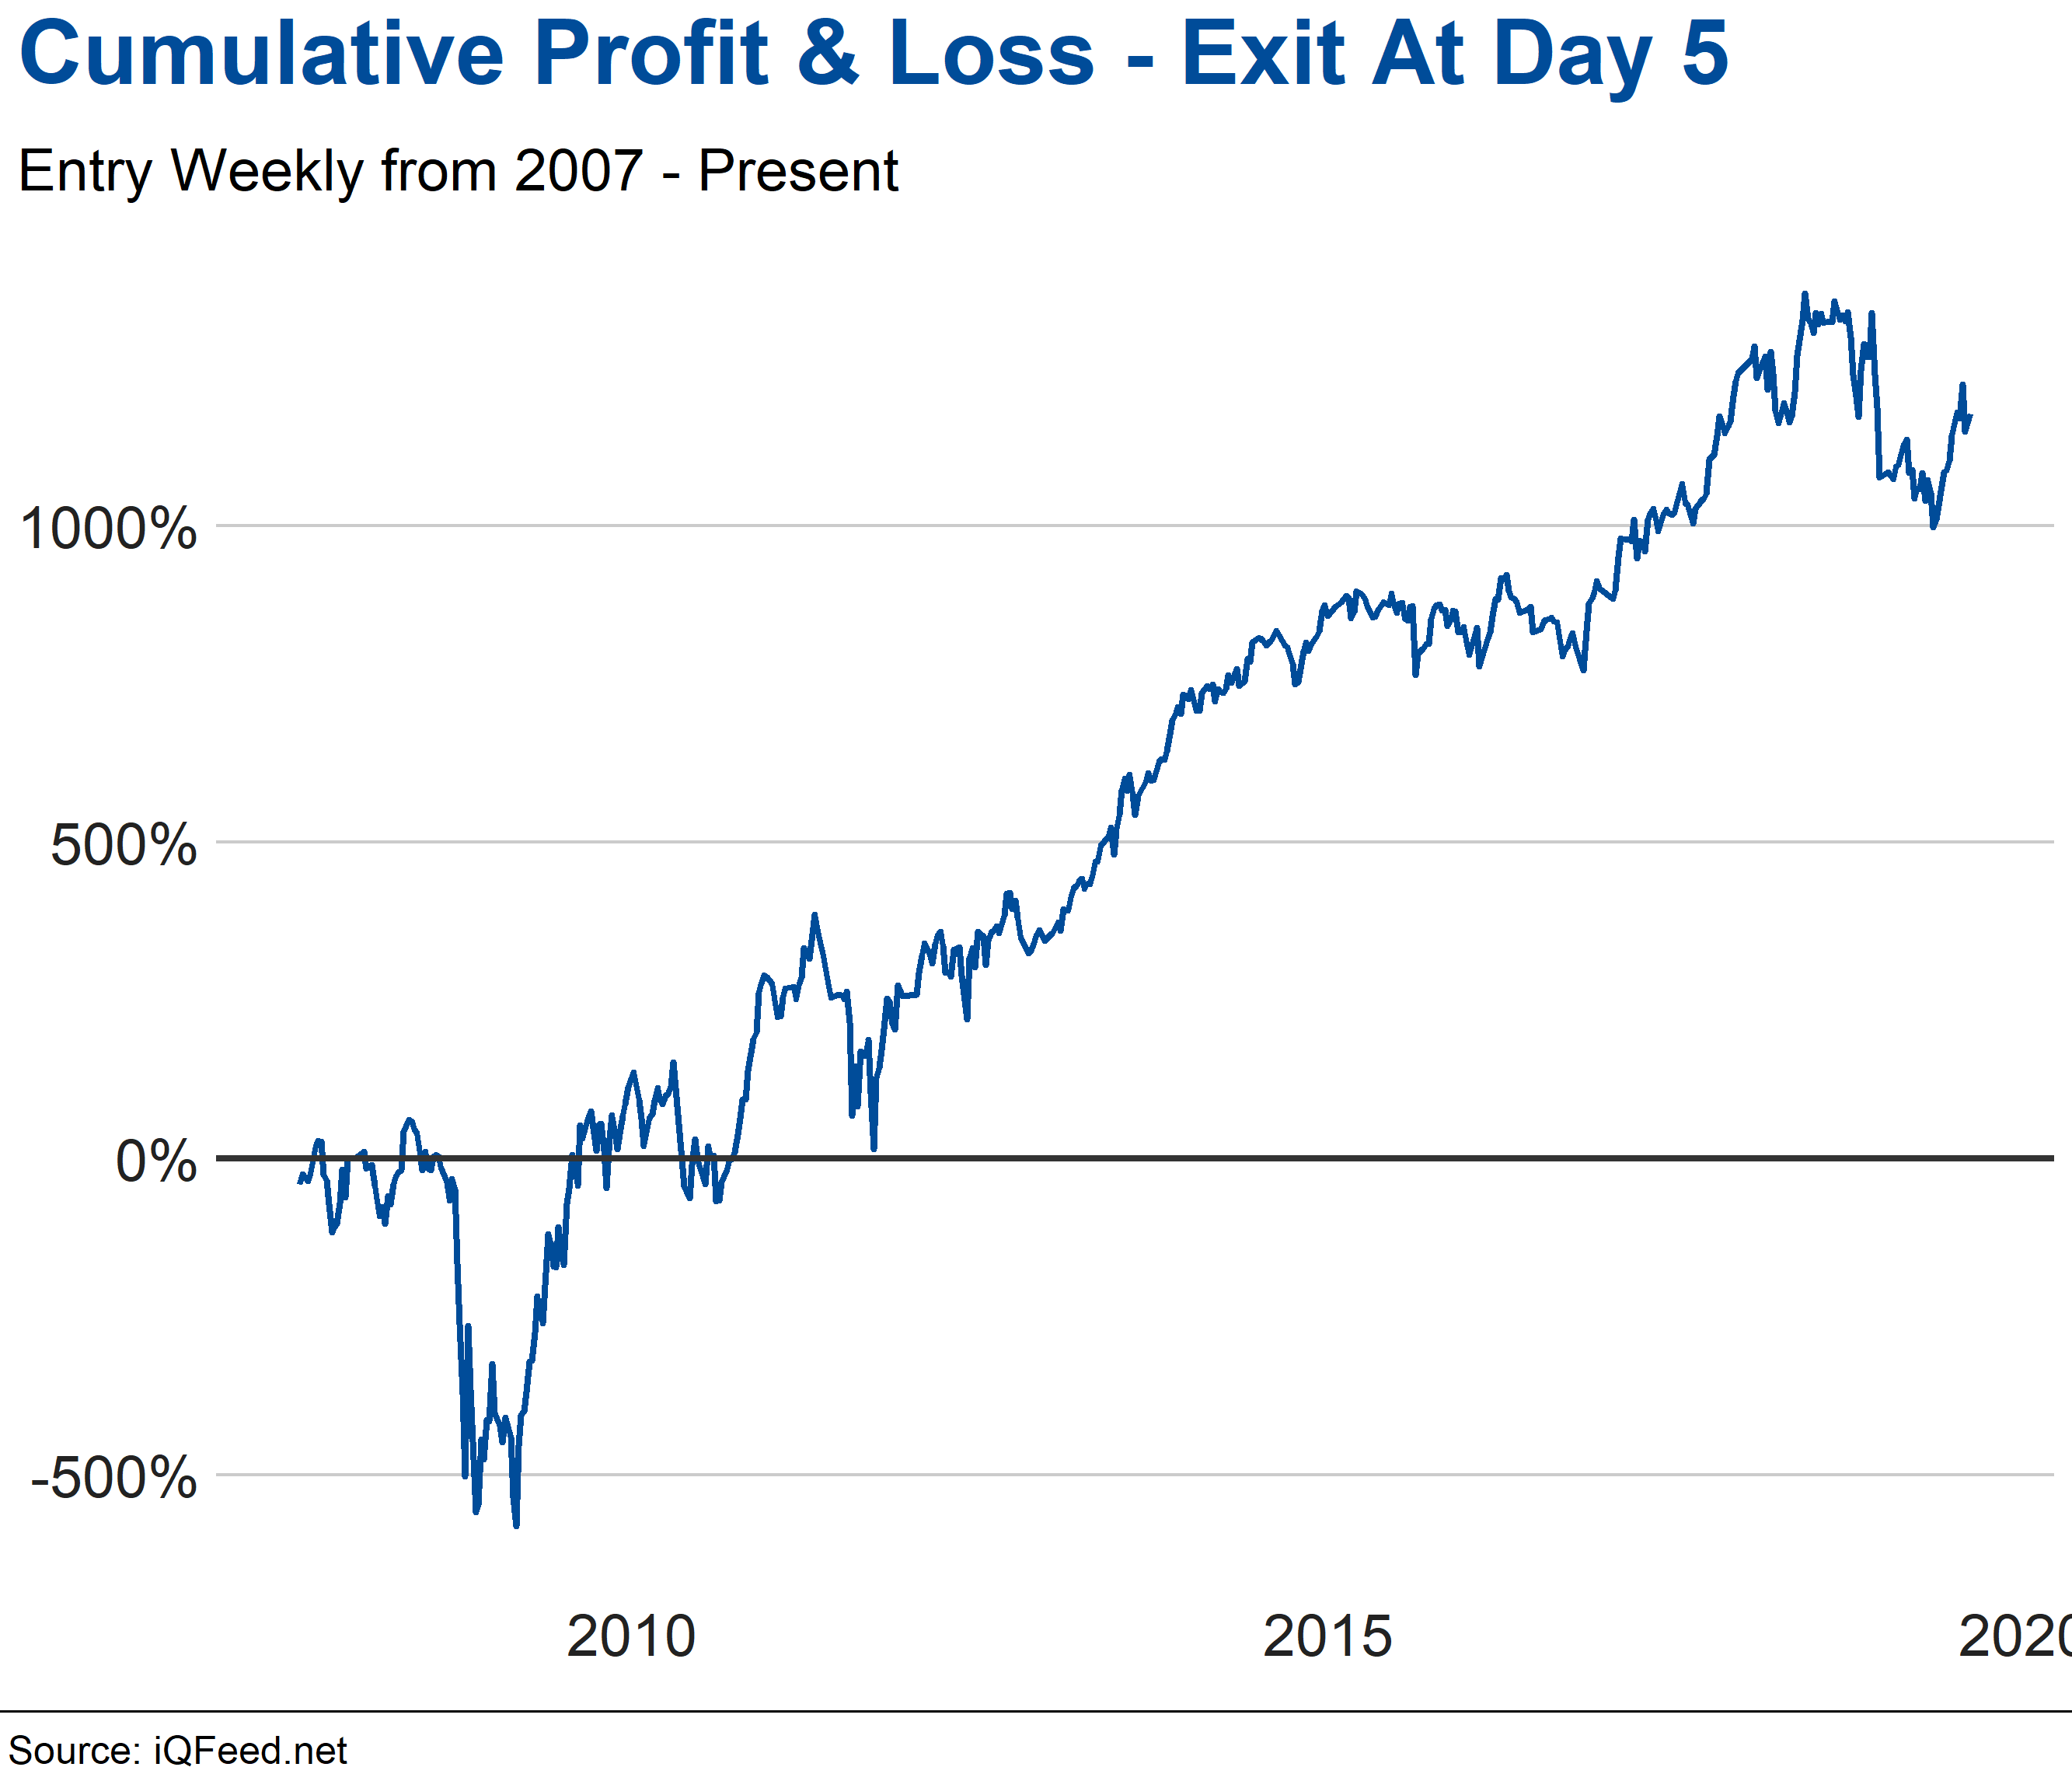 Cumulative Profit & Loss - Exit At Day 5
Entry Weekly from 2007 - Present
1000%
500%
0%
-500%
2010 2015 2020
Source: iQFeed.net